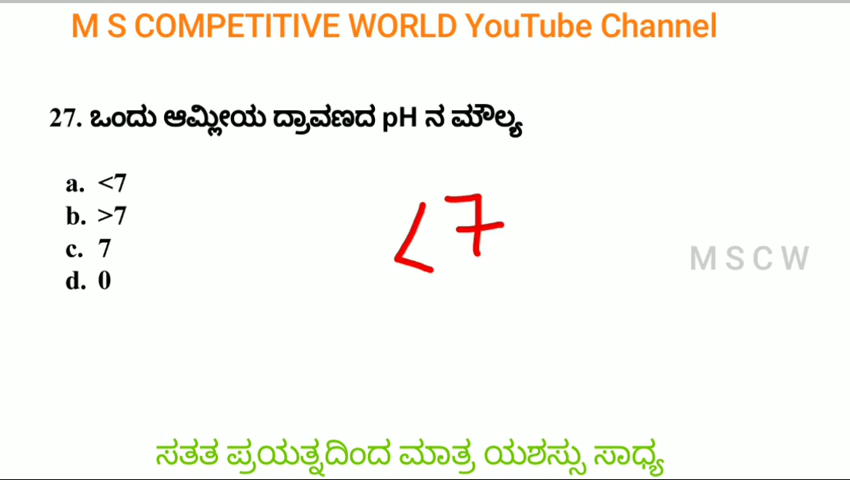 M S COMPETITIVE WORLD YouTube Channel
27. ಒಂದು ಆಮ್ಲೀಯ ದ್ರಾವಣದ pH ನ ಮೌಲ್ಯ
a. <7
b. >7
c. 7
d. 0
<7
M S C W
ಸತತ ಪ್ರಯತ್ನದಿಂದ ಮಾತ್ರ ಯಶಸ್ಸು ಸಾಧ್ಯ